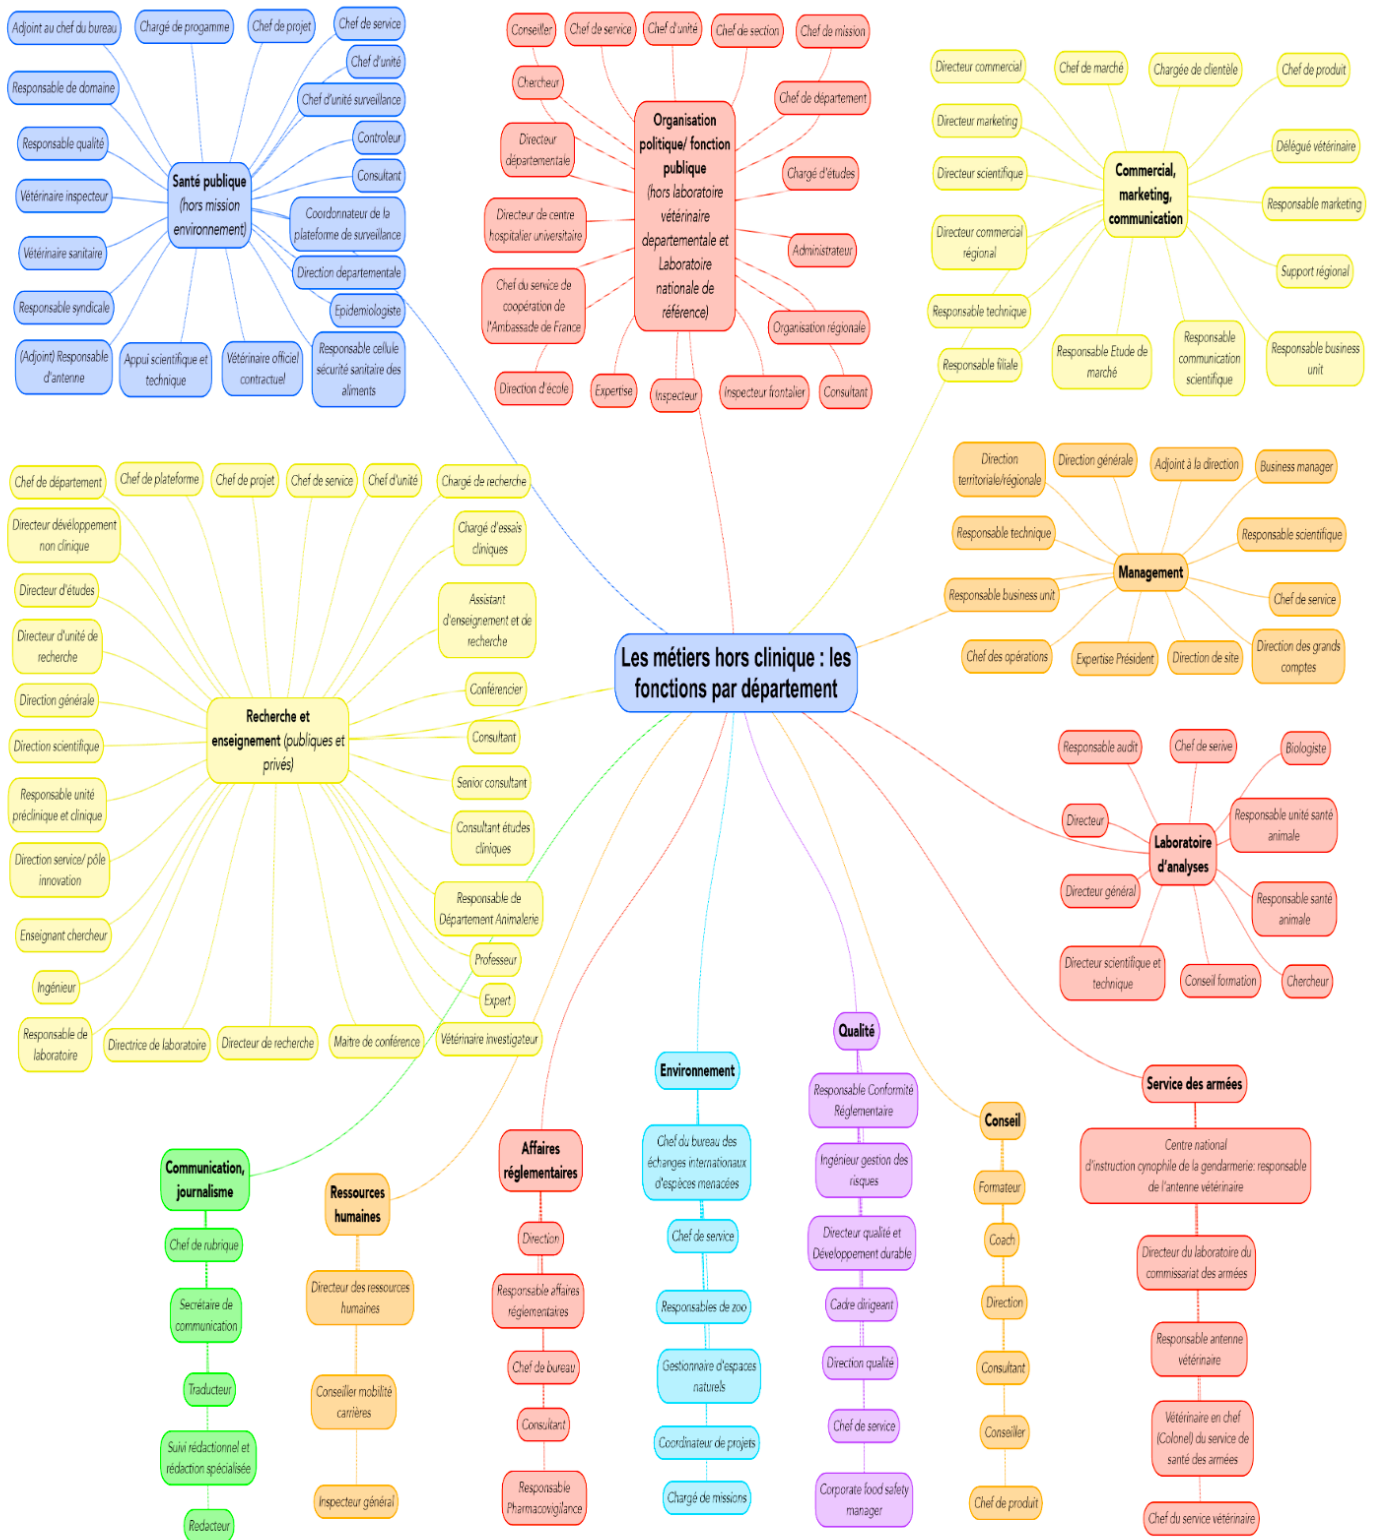 Les métiers hors clinique : les
fonctions par département
Santé publique
(hors mission
environnement)
Adjoint au chef du bureau
Chargé de progamme
Chef de projet
Chef de service
Chef d'unité
Chef d'unité surveillance
Controleur
Consultant
Coordonnateur de la
plateforme de surveillance
Direction departementale
Epidemiologiste
Responsable cellule
sécurité sanitaire des
aliments
Vétérinaire officiel
contractuel
Appui scientifique et
technique
(Adjoint) Responsable
d'antenne
Responsable syndicale
Vétérinaire sanitaire
Vétérinaire inspecteur
Responsable qualité
Responsable de domaine
Organisation
politique/ fonction
publique
(hors laboratoire
vétérinaire
departementale et
Laboratoire
nationale de
référence)
Conseiller
Chef de service
Chef d'unité
Chef de section
Chef de mission
Chef de département
Chargé d'études
Administrateur
Organisation régionale
Consultant
Inspecteur frontalier
Inspecteur
Expertise
Direction d'école
Chef du service de
coopération de
l'Ambassade de France
Directeur de centre
hospitalier universitaire
Directeur
départementale
Chercheur
Commercial,
marketing,
communication
Directeur commercial
Chef de marché
Chargée de clientèle
Chef de produit
Délégué vétérinaire
Responsable marketing
Support régional
Responsable business
unit
Responsable
communication
scientifique
Responsable Etude de
marché
Responsable filiale
Responsable technique
Directeur commercial
régional
Directeur scientifique
Directeur marketing
Management
Direction
territoriale/régionale
Direction générale
Adjoint à la direction
Business manager
Responsable scientifique
Chef de service
Direction des grands
comptes
Direction de site
Expertise Président
Chef des opérations
Responsable business unit
Responsable technique
Recherche et
enseignement (publiques et
privés)
Chef de département
Chef de plateforme
Chef de projet
Chef de service
Chef d'unité
Chargé de recherche
Chargé d'essais
cliniques
Assistant
d'enseignement et de
recherche
Conférencier
Consultant
Senior consultant
Consultant études
cliniques
Responsable de
Département Animalerie
Professeur
Expert
Vétérinaire investigateur
Maitre de conférence
Directeur de recherche
Directrice de laboratoire
Responsable de
laboratoire
Ingénieur
Enseignant chercheur
Direction service/ pôle
innovation
Responsable unité
préclinique et clinique
Direction scientifique
Direction générale
Directeur d'unité de
recherche
Directeur d'études
Directeur dévéloppement
non clinique
Laboratoire
d'analyses
Responsable audit
Chef de serive
Biologiste
Responsable unité santé
animale
Responsable santé
animale
Chercheur
Conseil formation
Directeur scientifique et
technique
Directeur général
Directeur
Communication,
journalisme
Chef de rubrique
Secrétaire de
communication
Traducteur
Suivi rédactionnel et
rédaction spécialisée
Redacteur
Ressources
humaines
Directeur des ressources
humaines
Conseiller mobilité
carrières
Inspecteur général
Affaires
réglementaires
Direction
Responsable affaires
réglementaires
Chef de bureau
Consultant
Responsable
Pharmacovigilance
Environnement
Chef du bureau des
échanges internationaux
d'espèces menacées
Chef de service
Responsables de zoo
Gestionnaire d'espaces
naturels
Coordinateur de projets
Chargé de missions
Qualité
Responsable Conformité
Réglementaire
Ingénieur gestion des
risques
Directeur qualité et
Développement durable
Cadre dirigeant
Direction qualité
Chef de service
Corporate food safety
manager
Conseil
Formateur
Coach
Direction
Consultant
Conseiller
Chef de produit
Service des armées
Centre national
d'instruction cynophile de la gendarmerie: responsable
de l'antenne vétérinaire
Directeur du laboratoire du
commissariat des armées
Responsable antenne
vétérinaire
Vétérinaire en chef
(Colonel) du service de
santé des armées
Chef du service vétérinaire